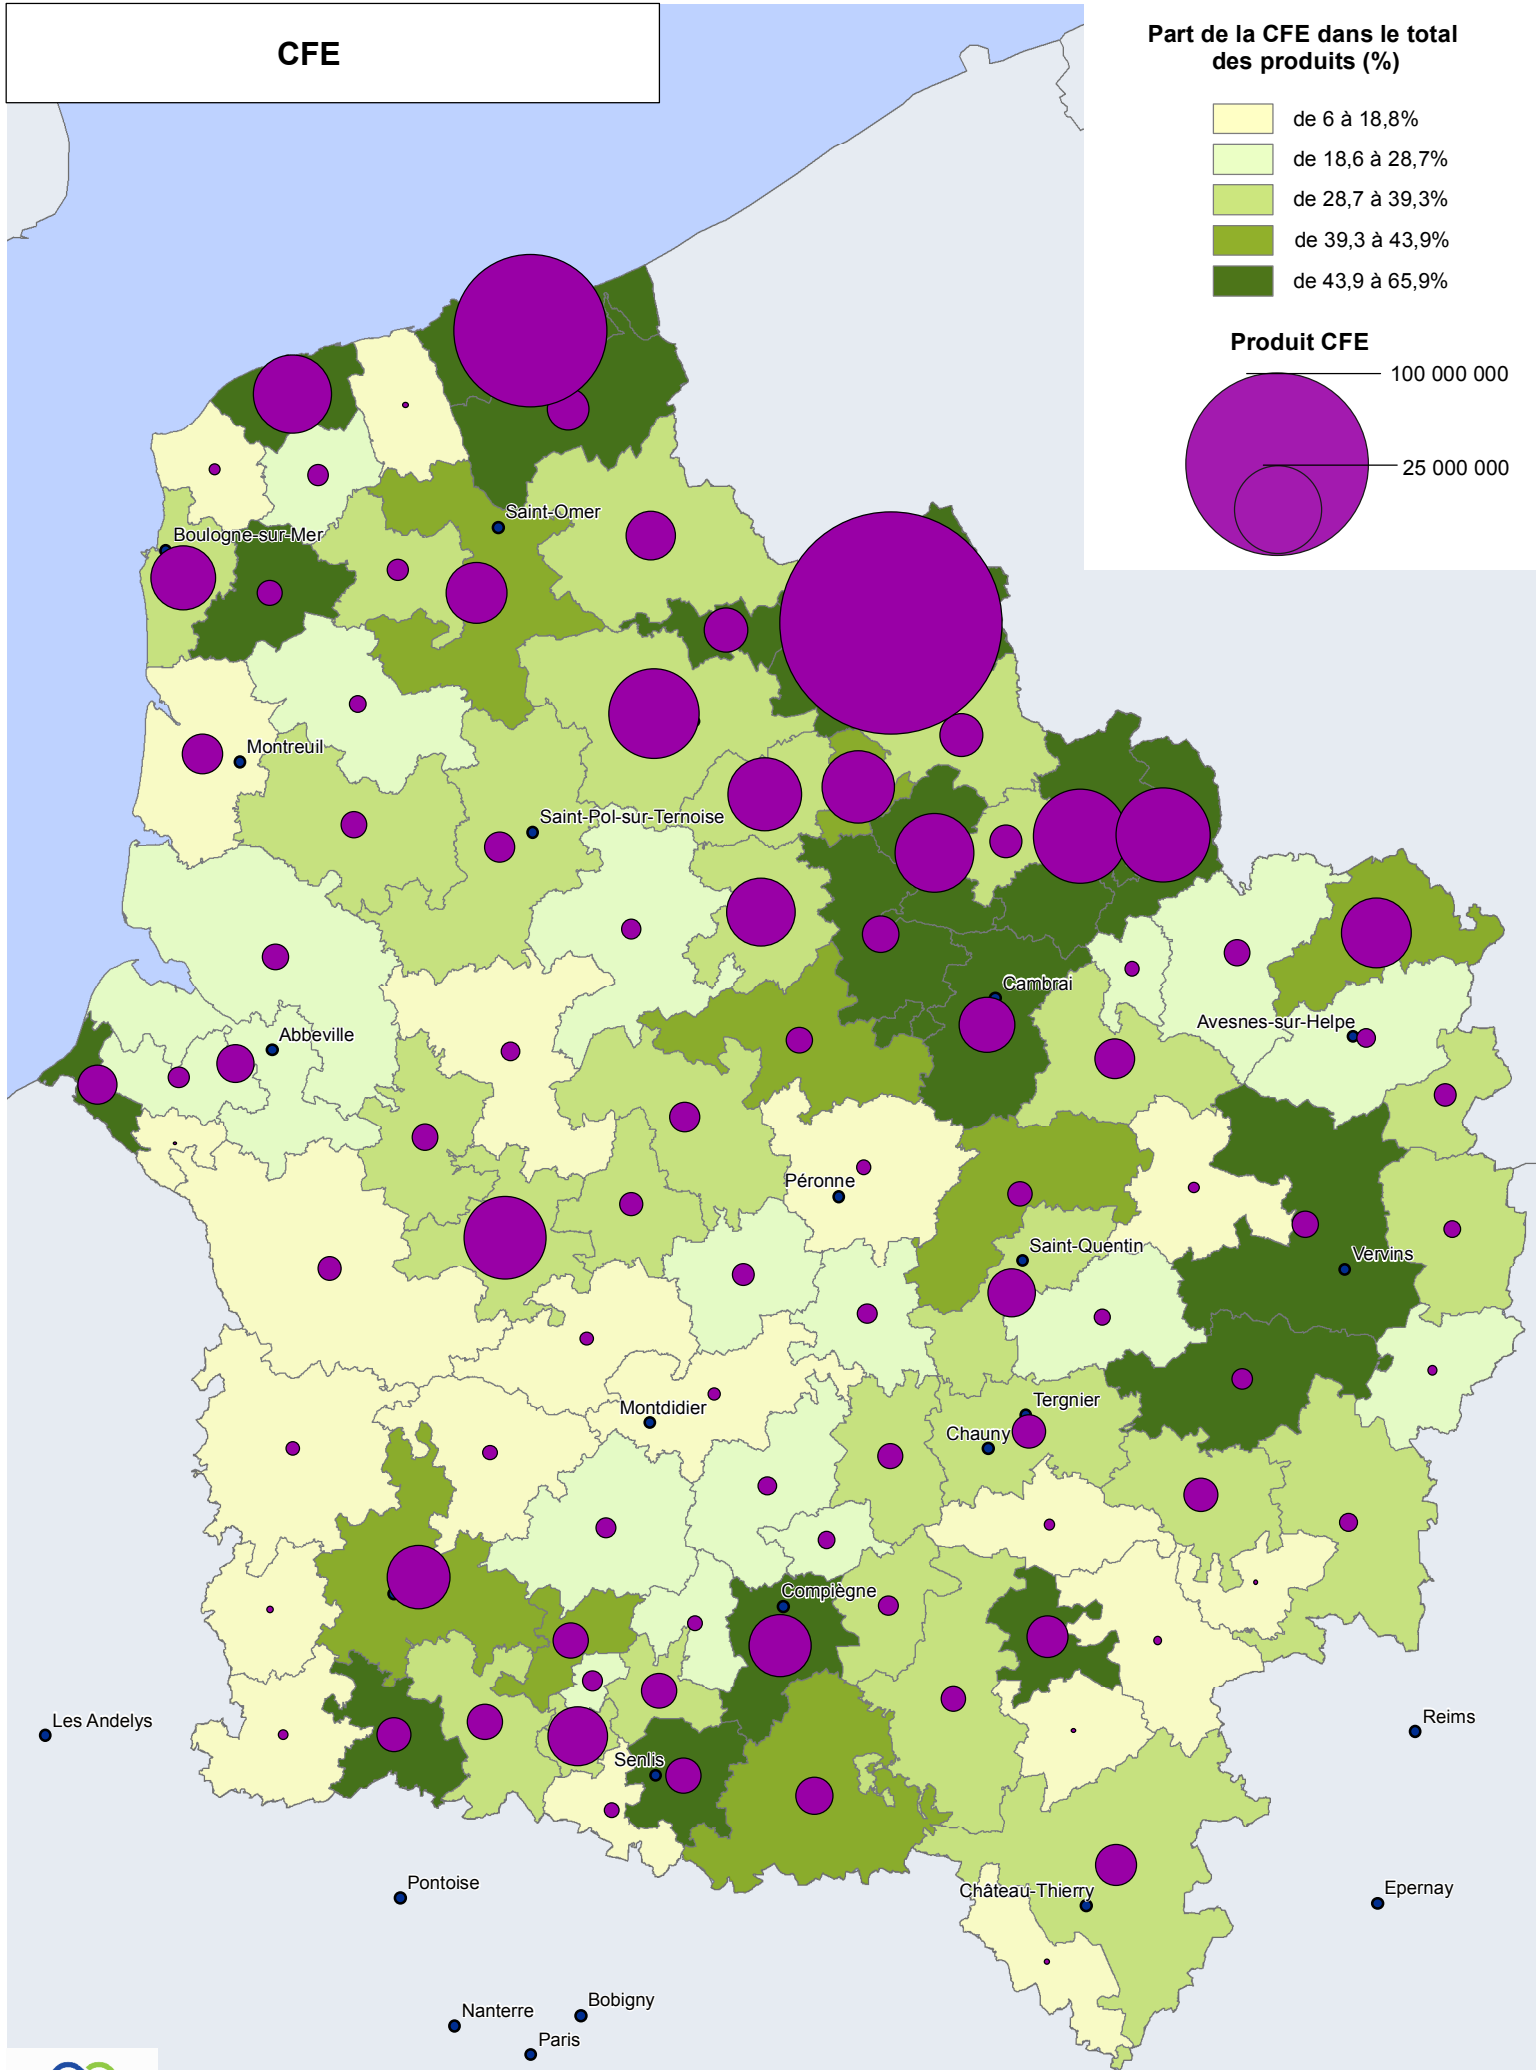 CFE
Part de la CFE dans le total
des produits (%)
de 6 à 18,8%
de 18,6 à 28,7%
de 28,7 à 39,3%
de 39,3 à 43,9%
de 43,9 à 65,9%
Produit CFE
100 000 000
25 000 000
Saint-Omer
Boulogne-sur-Mer
Montreuil
Saint-Pol-sur-Ternoise
Cambrai
Avesnes-sur-Helpe
Abbeville
Péronne
Saint-Quentin
Vervins
Montdidier
Tergnier
Chauny
Compiègne
Les Andelys
Reims
Senlis
Pontoise
Château-Thierry
Epernay
Nanterre
Bobigny
Paris